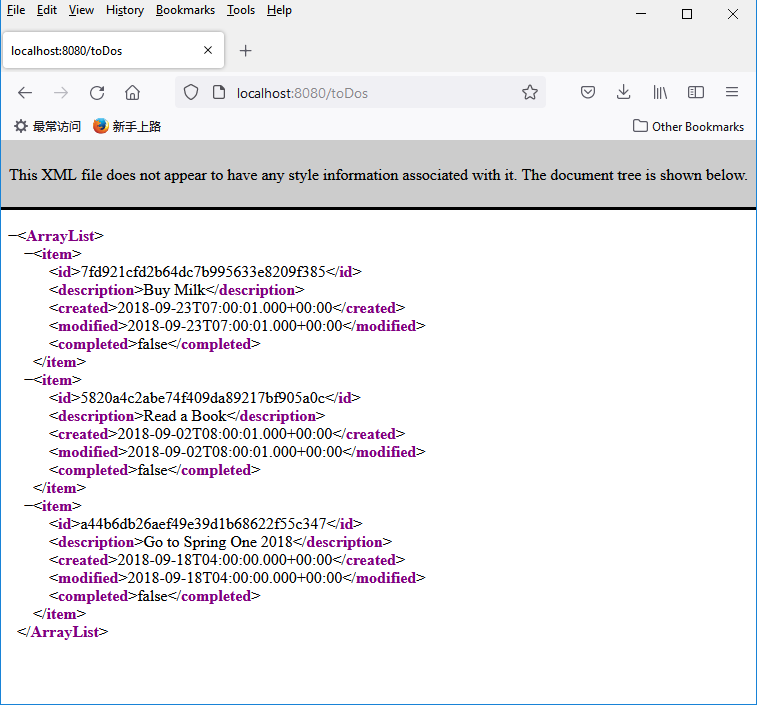 File Edit View History Bookmarks Tools Help
localhost:8080/toDos
localhost:8080/toDos
最常访问 新手上路 Other Bookmarks
This XML file does not appear to have any style information associated with it. The document tree is shown below.
—<ArrayList>
—<item>
<id>7fd921cfd2b64dc7b995633e8209f385</id>
<description>Buy Milk</description>
<created>2018-09-23T07:00:01.000+00:00</created>
<modified>2018-09-23T07:00:01.000+00:00</modified>
<completed>false</completed>
</item>
—<item>
<id>5820a4c2abe74f409da89217bf905a0c</id>
<description>Read a Book</description>
<created>2018-09-02T08:00:01.000+00:00</created>
<modified>2018-09-02T08:00:01.000+00:00</modified>
<completed>false</completed>
</item>
—<item>
<id>a44b6db26aef49e39d1b68622f55c347</id>
<description>Go to Spring One 2018</description>
<created>2018-09-18T04:00:00.000+00:00</created>
<modified>2018-09-18T04:00:00.000+00:00</modified>
<completed>false</completed>
</item>
</ArrayList>